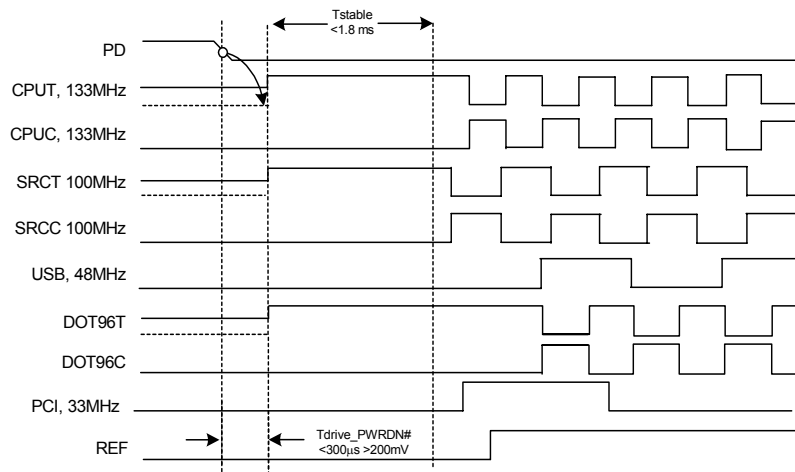 Tstable
<1.8 ms
PD
CPUT, 133MHz
CPUC, 133MHz
SRCT 100MHz
SRCC 100MHz
USB, 48MHz
DOT96T
DOT96C
PCI, 33MHz
REF
Tdrive_PWRDN#
<300μs >200mV